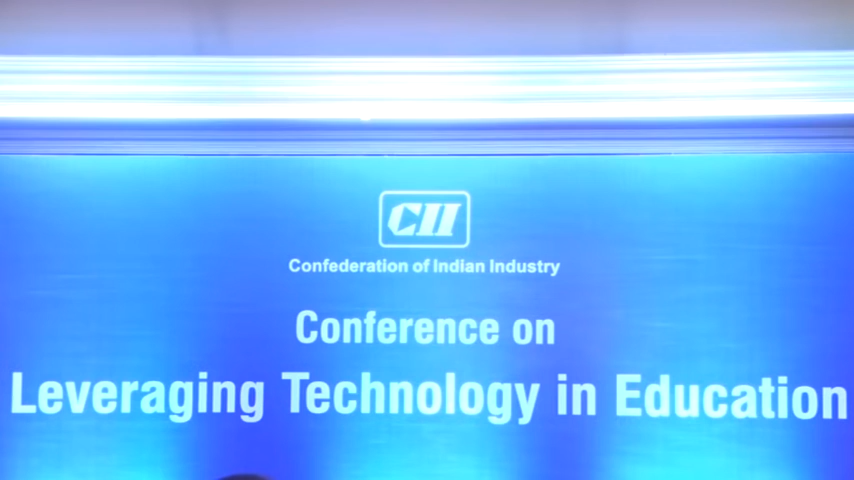 CII
Confederation of Indian Industry
Conference on
Leveraging Technology in Education